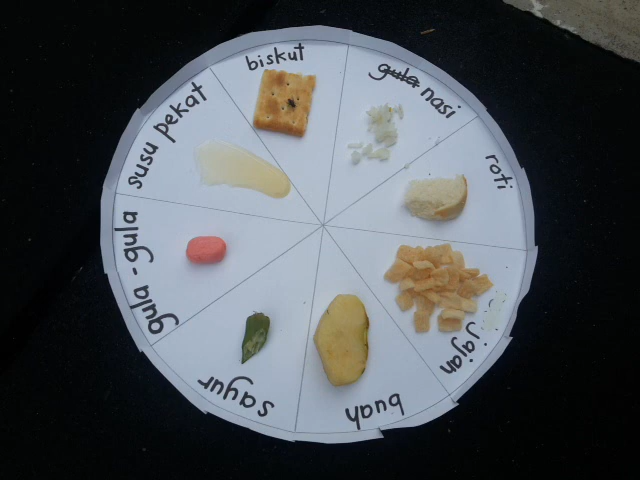 biskut
gula nasi
roti
jajan
buah
sayur
gula - gula
susu pekat